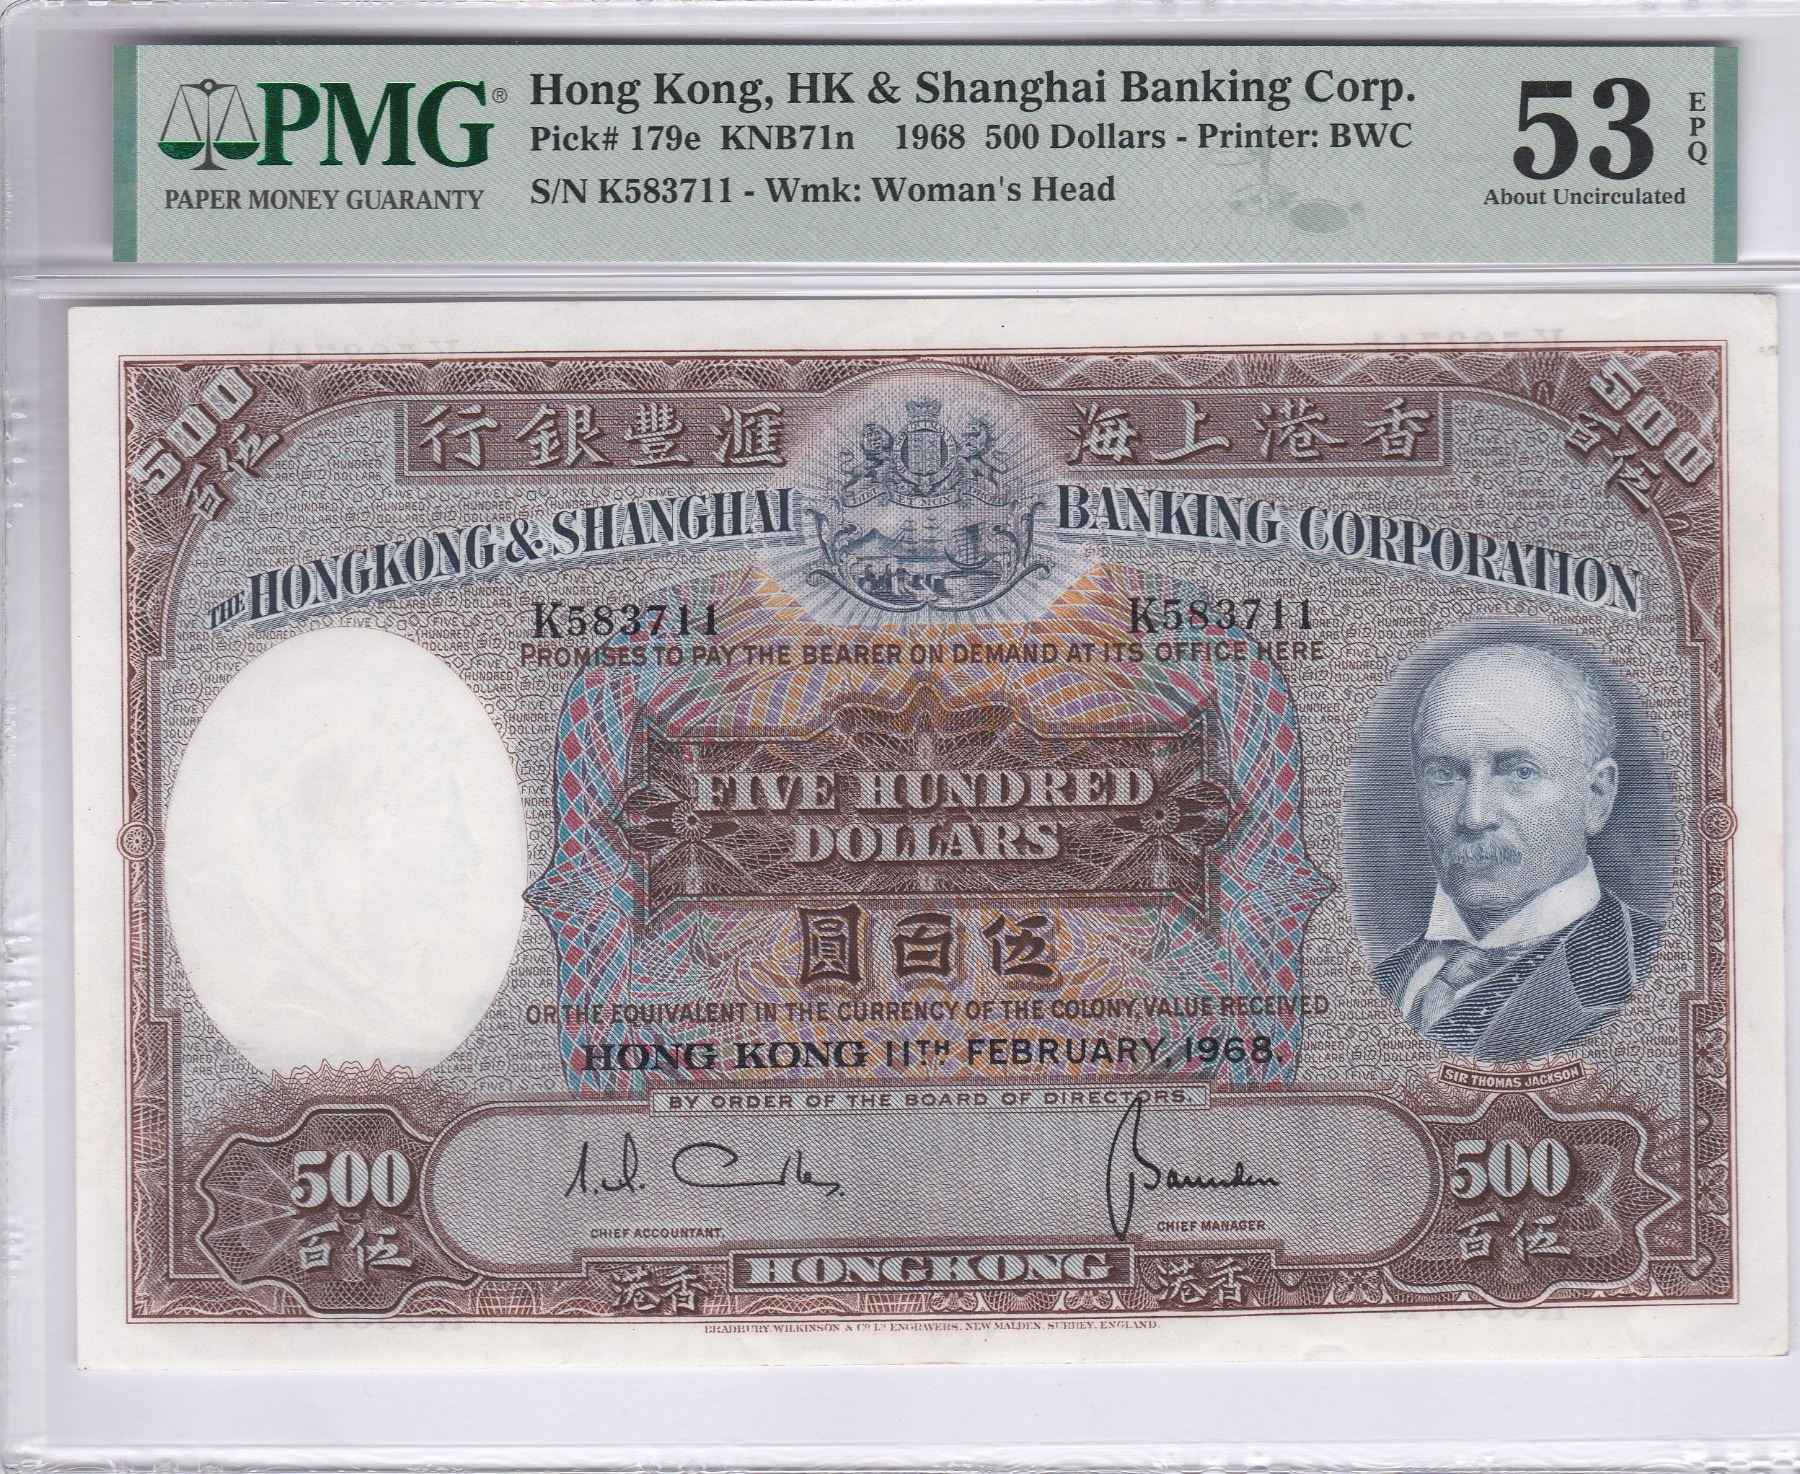 PMG®
PAPER MONEY GUARANTY
Hong Kong, HK & Shanghai Banking Corp.
Pick# 179e KNB71n 1968 500 Dollars - Printer: BWC
S/N K583711 - Wmk: Woman's Head
53
EPQ
About Uncirculated
500
伍百
行銀豐滙
海上港香
500
伍百
THE HONGKONG & SHANGHAI BANKING CORPORATION
K583711
K583711
PROMISES TO PAY THE BEARER ON DEMAND AT ITS OFFICE HERE
FIVE HUNDRED
DOLLARS
圓百伍
OR THE EQUIVALENT IN THE CURRENCY OF THE COLONY, VALUE RECEIVED
HONG KONG 11TH FEBRUARY, 1968.
SIR THOMAS JACKSON
BY ORDER OF THE BOARD OF DIRECTORS.
500
百伍
CHIEF ACCOUNTANT.
CHIEF MANAGER
500
百伍
港香
HONGKONG
港香
BRADBURY, WILKINSON & Co Ld ENGRAVERS, NEW MALDEN, SURREY, ENGLAND.